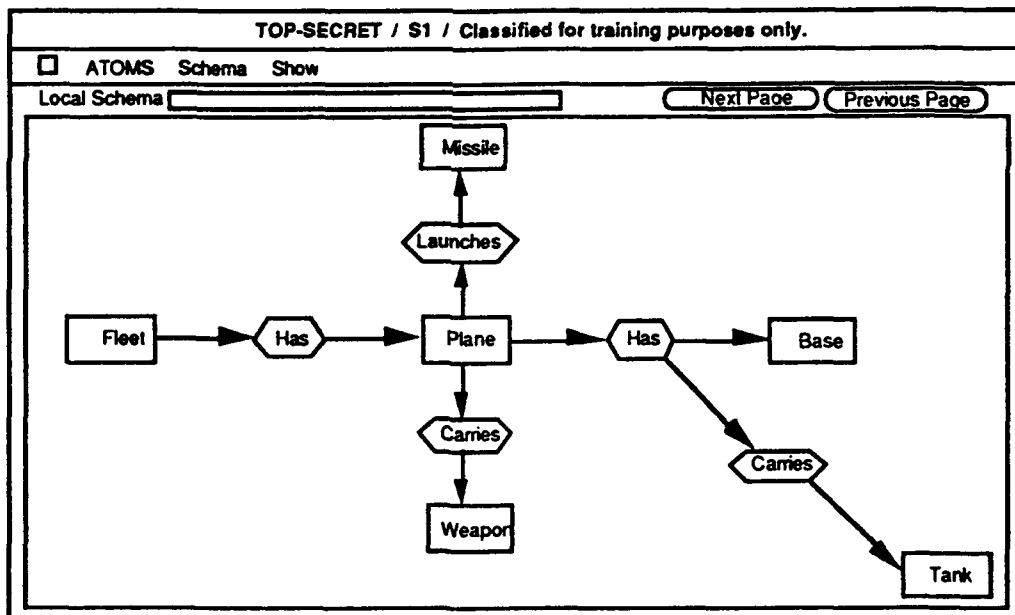 TOP-SECRET / S1 / Classified for training purposes only.
ATOMS Schema Show
Local Schema Next Page Previous Page
Missile
Launches
Fleet Has Plane Has Base
Carries
Carries
Weapon
Tank